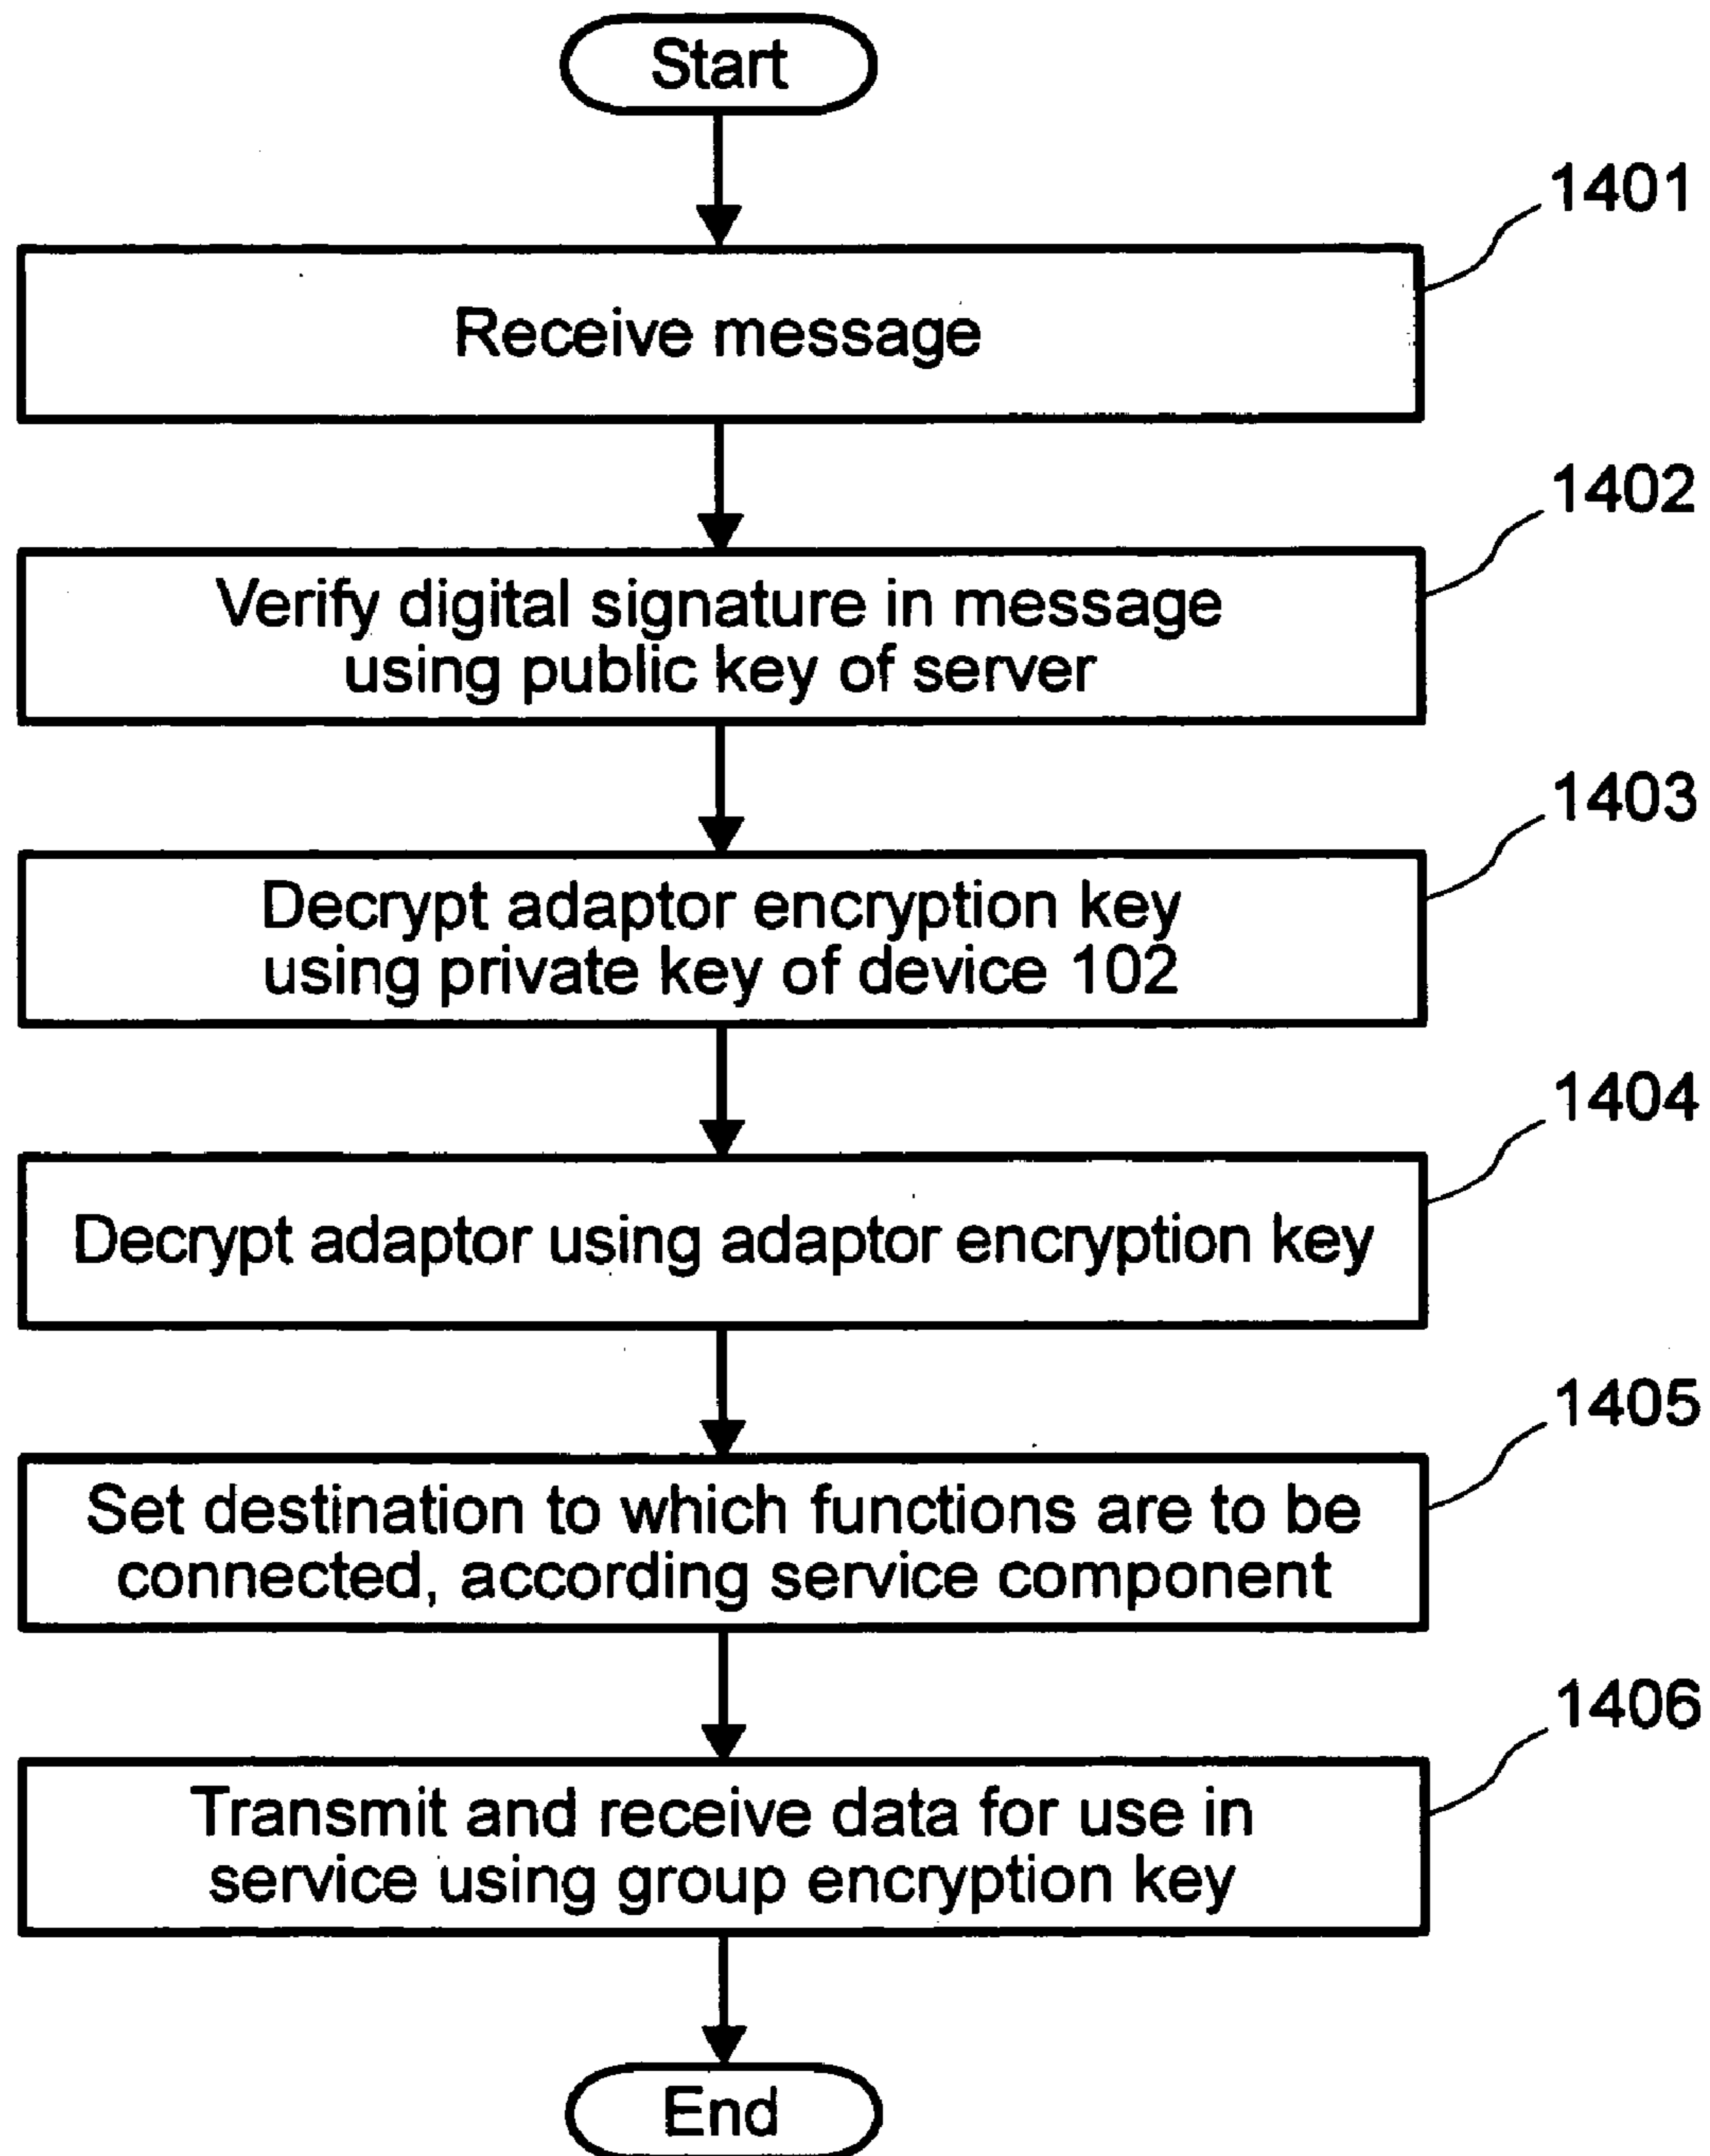 Start
1401
Receive message
1402
Verify digital signature in message
using public key of server
1403
Decrypt adaptor encryption key
using private key of device 102
1404
Decrypt adaptor using adaptor encryption key
1405
Set destination to which functions are to be
connected, according service component
1406
Transmit and receive data for use in
service using group encryption key
End